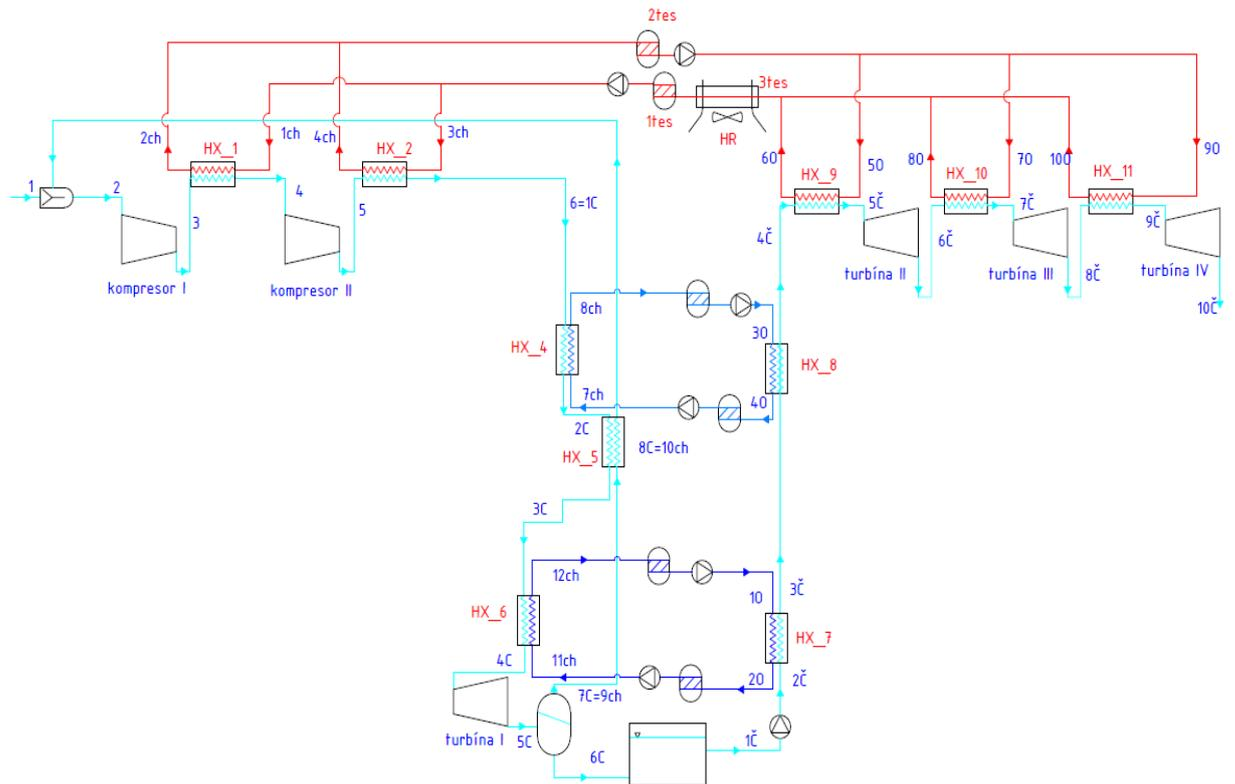 2tes
3tes
1tes
HR
2ch
1ch
4ch
3ch
HX_1
HX_2
1
2
3
4
5
6=1C
kompresor I
kompresor II
60
50
80
70
100
90
HX_9
HX_10
HX_11
5Č
7Č
9Č
4Č
6Č
8Č
10Č
turbína II
turbína III
turbína IV
8ch
30
HX_4
HX_8
7ch
40
2C
HX_5
8C=10ch
3C
12ch
10
3Č
HX_6
HX_7
4C
11ch
20
2Č
7C=9ch
turbína I
5C
6C
1Č